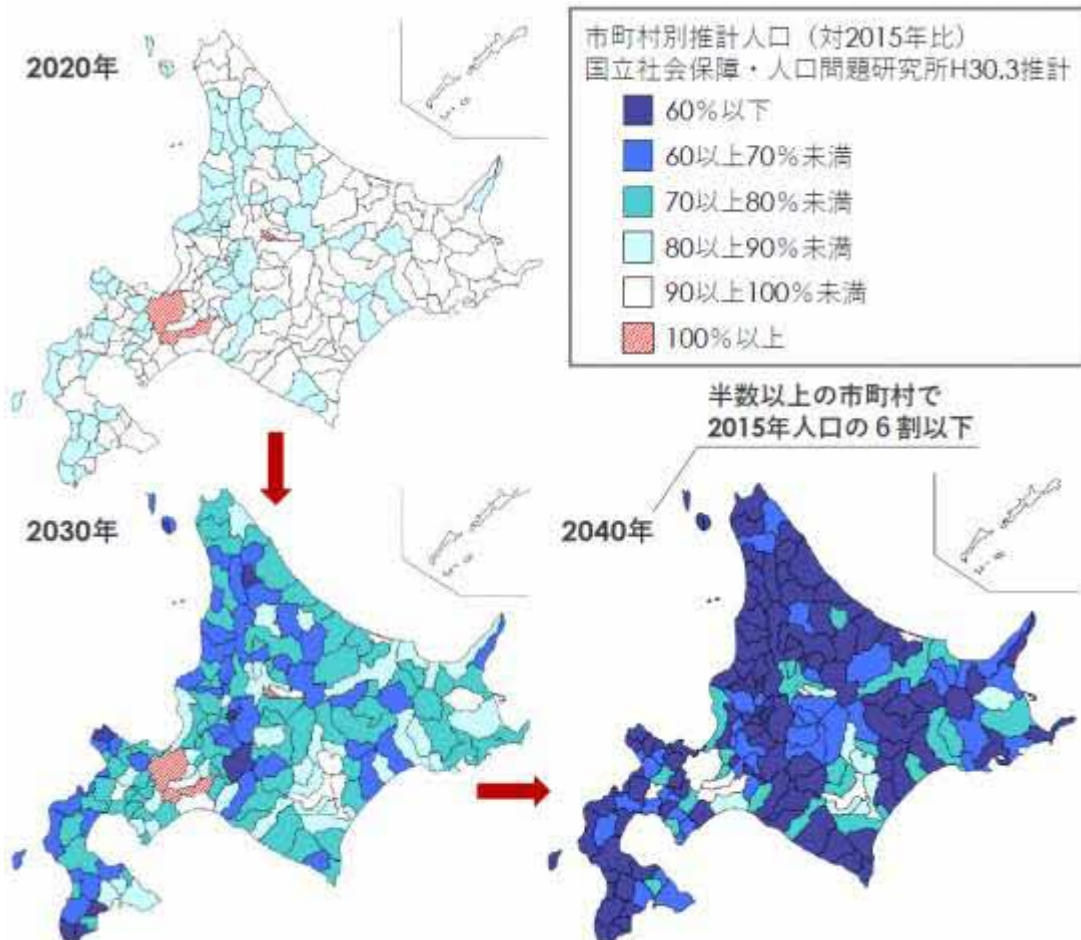 2020年
市町村別推計人口（対2015年比）
国立社会保障・人口問題研究所H30.3推計
60％以下
60以上70％未満
70以上80％未満
80以上90％未満
90以上100％未満
100％以上
半数以上の市町村で
2015年人口の６割以下
2030年
2040年